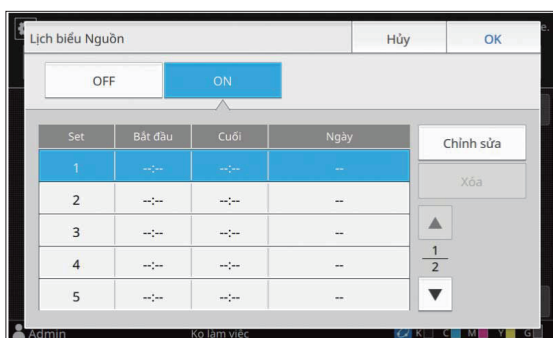 e.
Lịch biểu Nguồn Hủy OK
OFF ON
Set Bắt đầu Cuối Ngày Chỉnh sửa
1 --:-- --:-- -- Xóa
2 --:-- --:-- --
3 --:-- --:-- --
4 --:-- --:-- -- 1
2
5 --:-- --:-- --
Admin Ko làm việc K C M Y G